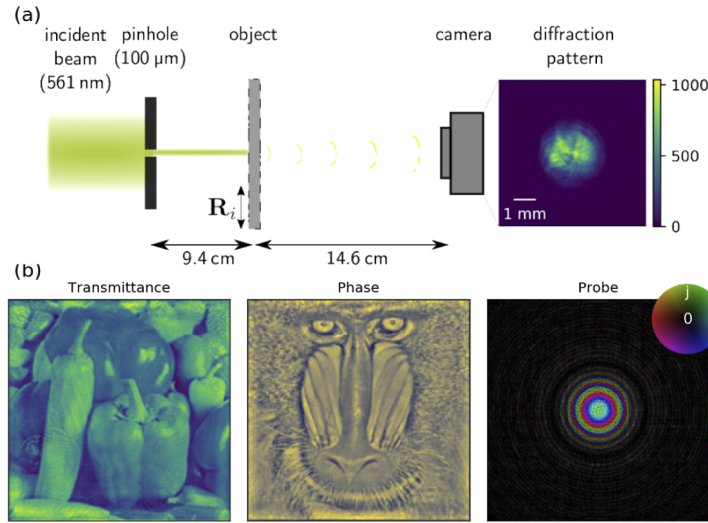 (a)
incident
beam
(561 nm)
pinhole
(100 µm)
object
camera
diffraction
pattern
1000
500
0
1 mm
R_i
9.4 cm
14.6 cm
(b)
Transmittance
Phase
Probe
j
0